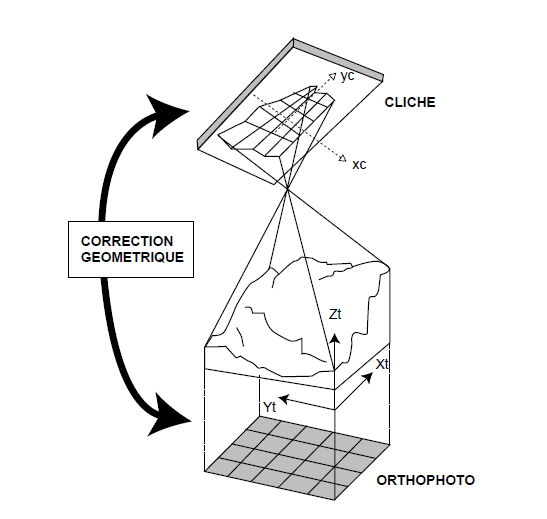 yc
CLICHE
xc
CORRECTION
GEOMETRIQUE
Zt
Xt
Yt
ORTHOPHOTO